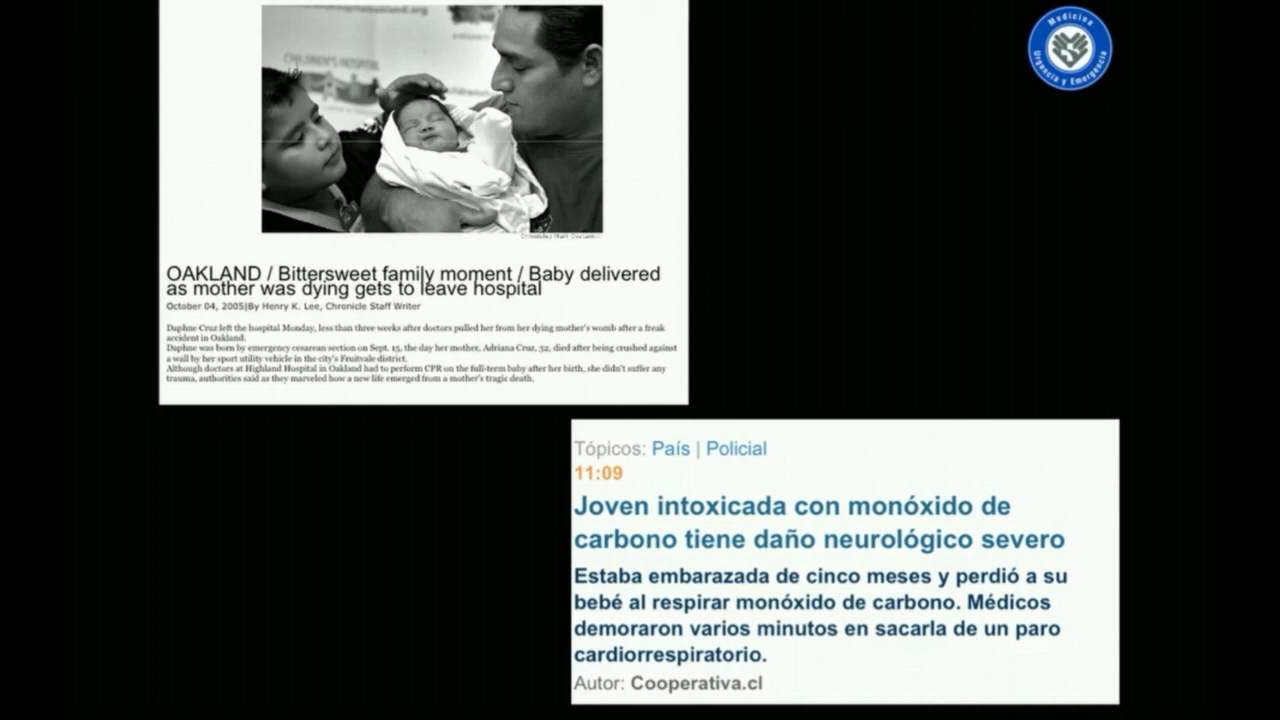 CHILDREN'S HOSPITAL
OAKLAND / Bittersweet family moment / Baby delivered
as mother was dying gets to leave hospital
October 04, 2005|By Henry K. Lee, Chronicle Staff Writer
Daphne Cruz left the hospital Monday, less than three weeks after doctors pulled her from her dying mother's womb after a freak
accident in Oakland.
Daphne was born by emergency cesarean section on Sept. 15, the day her mother, Adriana Cruz, 32, died after being crushed against
a wall by her sport utility vehicle in the city's Fruitvale district.
Although doctors at Highland Hospital in Oakland had to perform CPR on the full-term baby after her birth, she didn't suffer any
trauma, authorities said as they marveled how a new life emerged from a mother's tragic death.
Medicina
Urgencia y Emergencia
Tópicos: País | Policial
11:09
Joven intoxicada con monóxido de
carbono tiene daño neurológico severo
Estaba embarazada de cinco meses y perdió a su
bebé al respirar monóxido de carbono. Médicos
demoraron varios minutos en sacarla de un paro
cardiorrespiratorio.
Autor: Cooperativa.cl